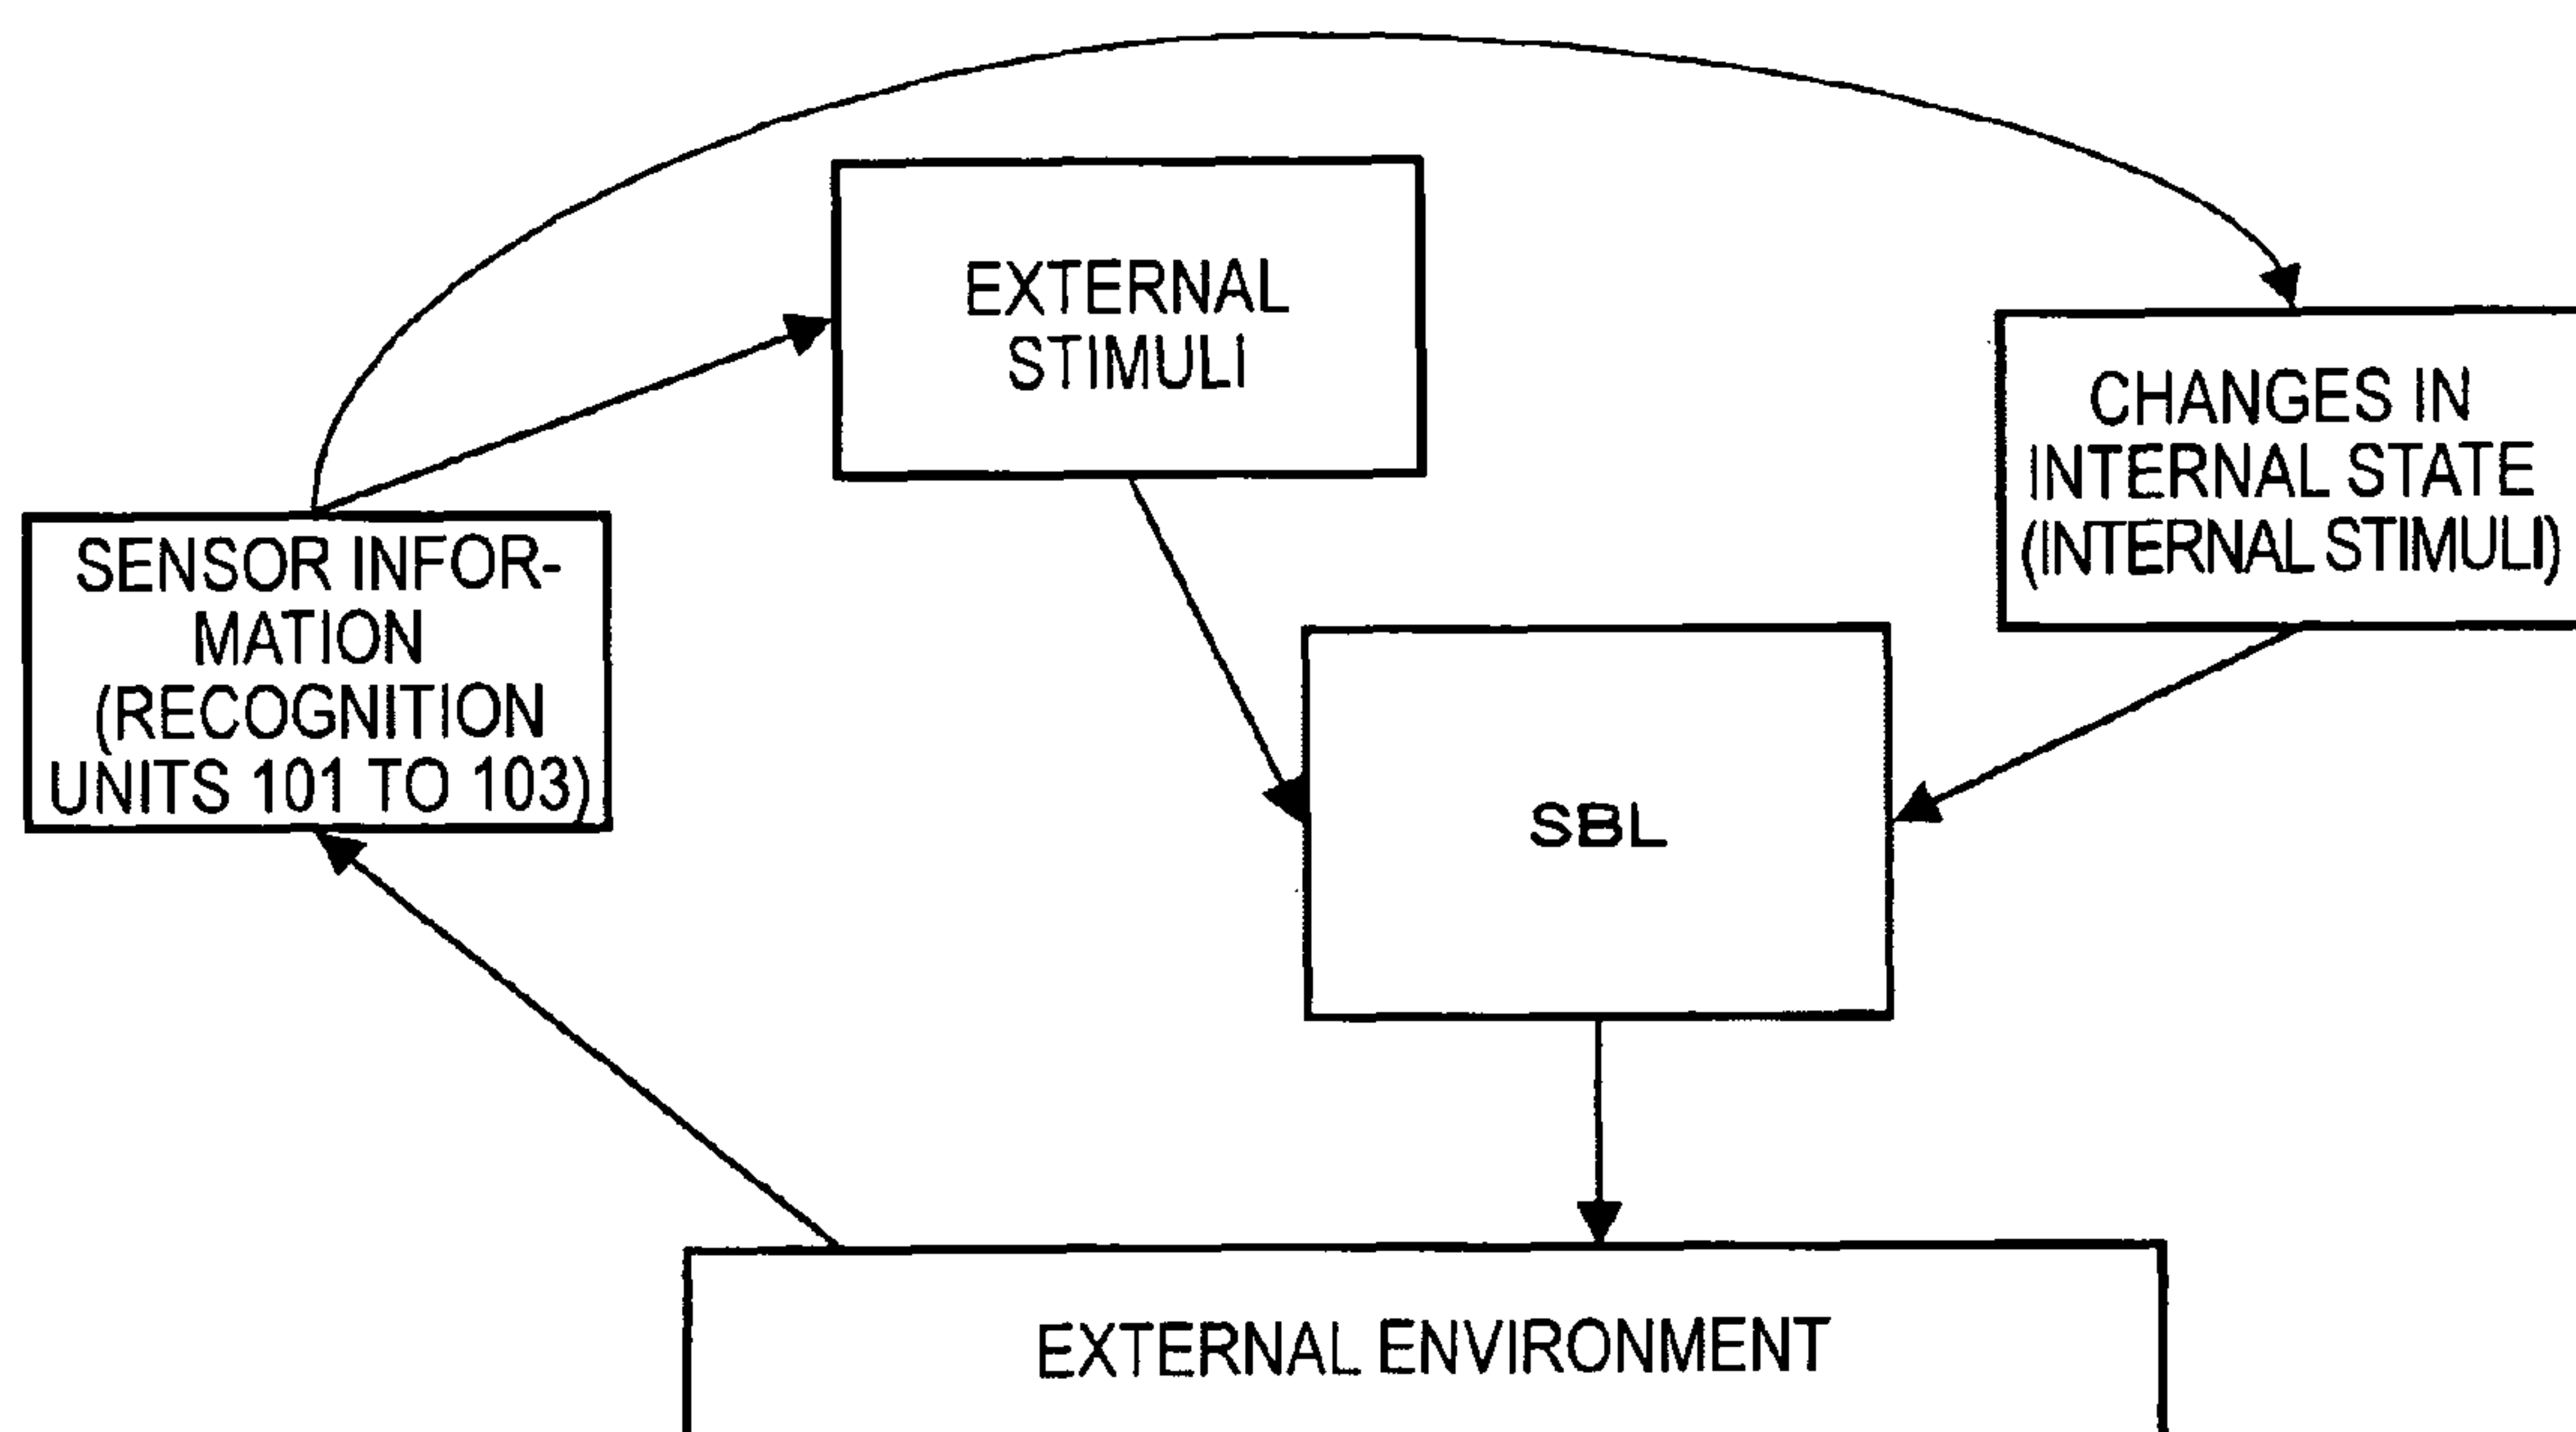 EXTERNAL
STIMULI
CHANGES IN
INTERNAL STATE
(INTERNAL STIMULI)
SENSOR INFOR-
MATION
(RECOGNITION
UNITS 101 TO 103)
SBL
EXTERNAL ENVIRONMENT